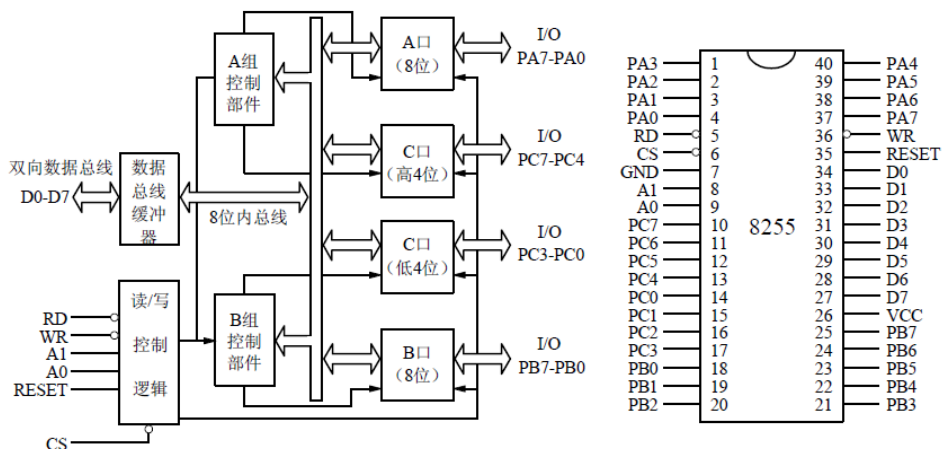 A组
控制
部件
A口
(8位)
I/O
PA7-PA0
C口
(高4位)
I/O
PC7-PC4
双向数据总线
D0-D7
数据
总线
缓冲
器
8位内总线
C口
(低4位)
I/O
PC3-PC0
读/写
控制
逻辑
RD
WR
A1
A0
RESET
CS
B组
控制
部件
B口
(8位)
I/O
PB7-PB0
PA3 1 40 PA4
PA2 2 39 PA5
PA1 3 38 PA6
PA0 4 37 PA7
RD 5 36 WR
CS 6 35 RESET
GND 7 34 D0
A1 8 33 D1
A0 9 32 D2
PC7 10 8255 31 D3
PC6 11 30 D4
PC5 12 29 D5
PC4 13 28 D6
PC0 14 27 D7
PC1 15 26 VCC
PC2 16 25 PB7
PC3 17 24 PB6
PB0 18 23 PB5
PB1 19 22 PB4
PB2 20 21 PB3